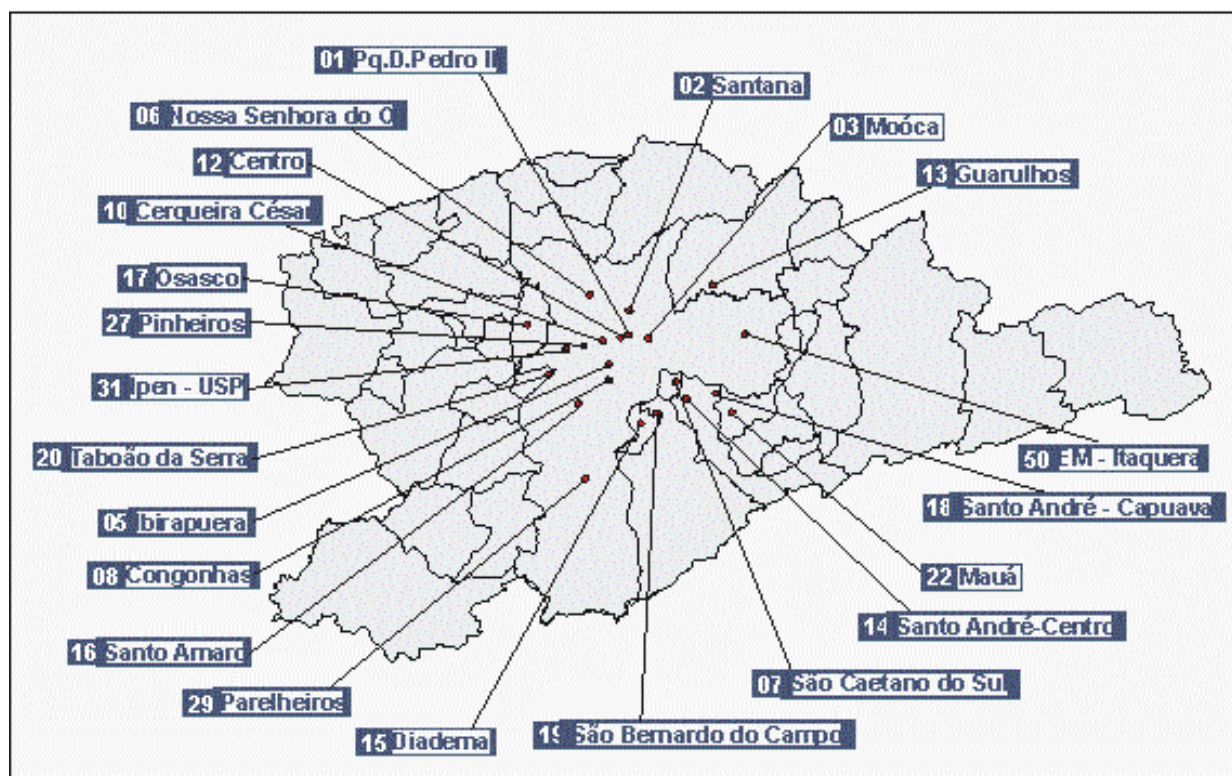 01 Pq.D.Pedro II
02 Santana
06 Nossa Senhora do O
03 Moóca
12 Centro
13 Guarulhos
10 Cerqueira César
17 Osasco
27 Pinheiros
31 Ipen - USP
20 Taboão da Serra
50 EM - Itaquera
18 Santo André - Capuava
05 Ibirapuera
08 Congonhas
22 Mauá
14 Santo André-Centro
16 Santo Amaro
07 São Caetano do Sul
29 Parelheiros
15 Diadema
19 São Bernardo do Campo